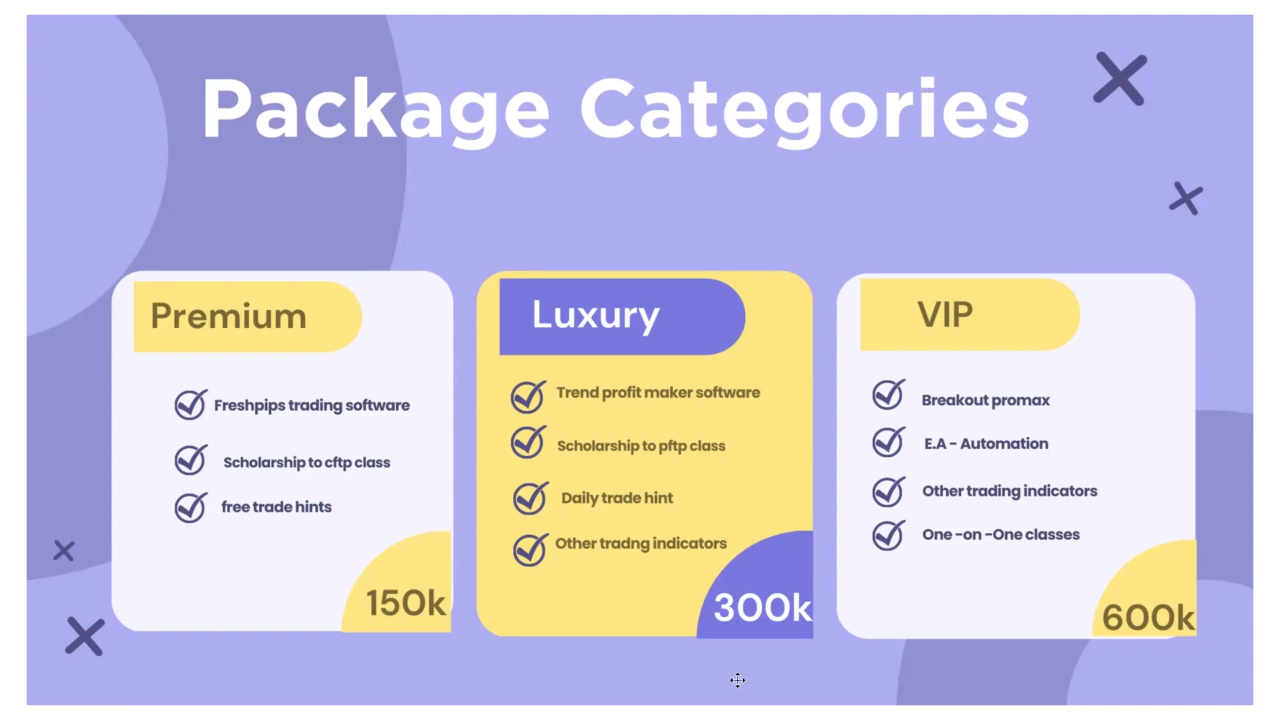 Package Categories
Premium
Freshpips trading software
Scholarship to cftp class
free trade hints
150k
Luxury
Trend profit maker software
Scholarship to pftp class
Daily trade hint
Other tradng indicators
300k
VIP
Breakout promax
E.A - Automation
Other trading indicators
One -on -One classes
600k